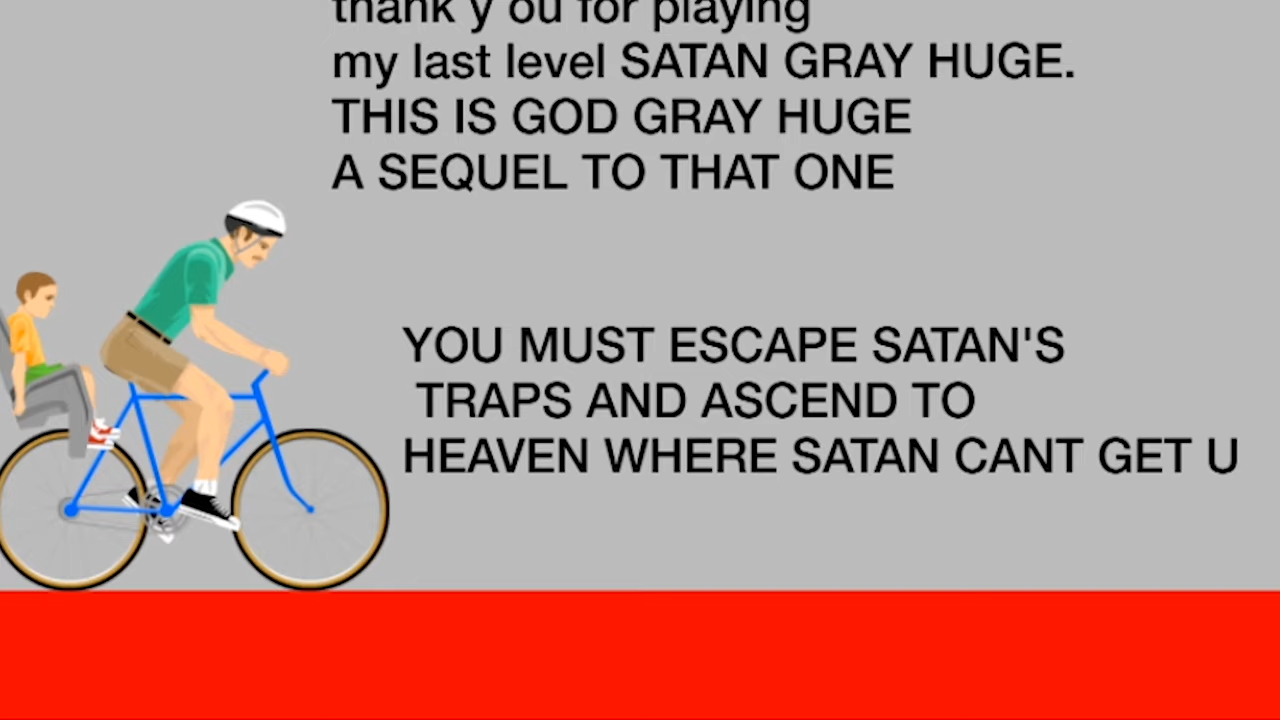 thank y ou for playing
my last level SATAN GRAY HUGE.
THIS IS GOD GRAY HUGE
A SEQUEL TO THAT ONE
YOU MUST ESCAPE SATAN'S
TRAPS AND ASCEND TO
HEAVEN WHERE SATAN CANT GET U